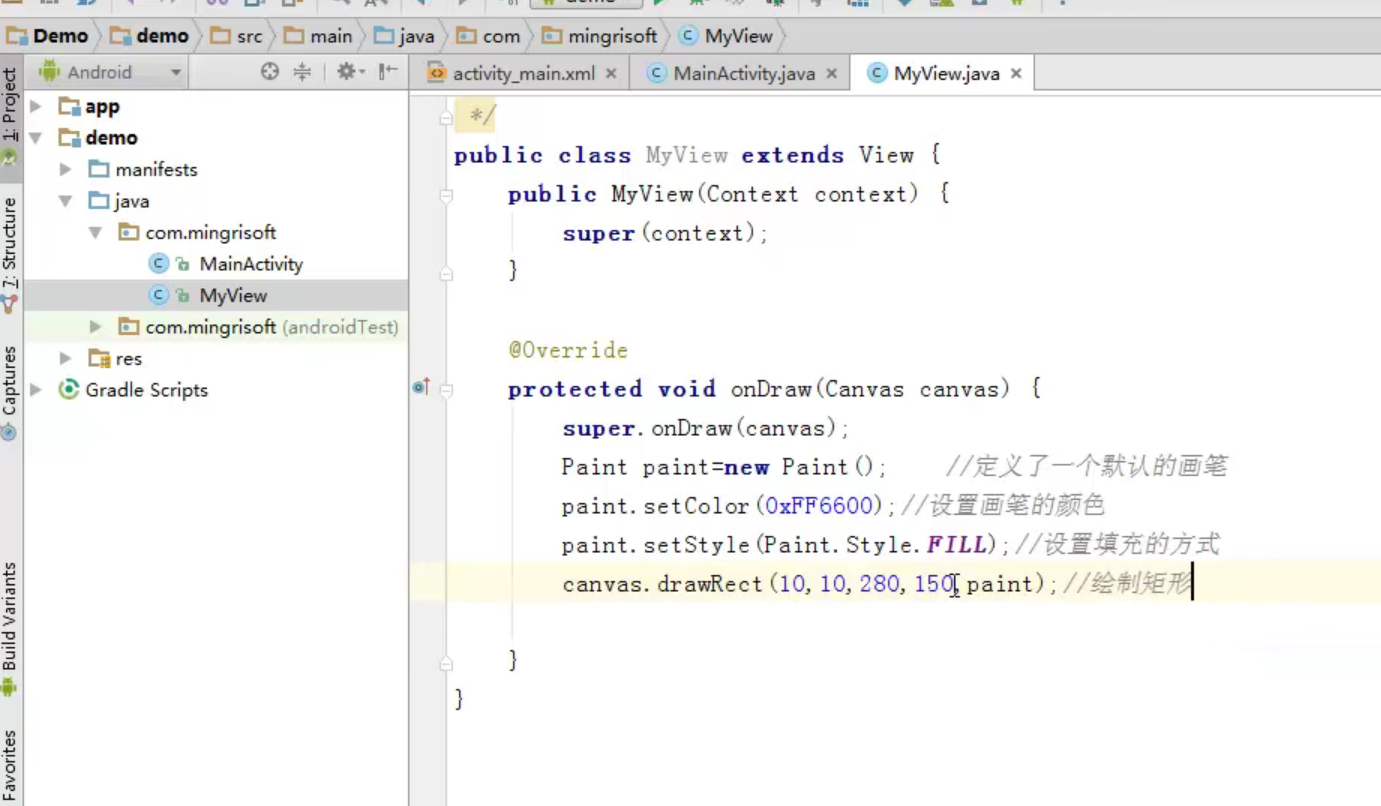 Demo demo src main java com mingrisoft MyView
Android
activity_main.xml MainActivity.java MyView.java
1: Project
7: Structure
Captures
Build Variants
Favorites
app
demo
manifests
java
com.mingrisoft
MainActivity
MyView
com.mingrisoft (androidTest)
res
Gradle Scripts
*/
public class MyView extends View {
public MyView(Context context) {
super(context);
}
@Override
protected void onDraw(Canvas canvas) {
super.onDraw(canvas);
Paint paint=new Paint(); //定义了一个默认的画笔
paint.setColor(0xFF6600);//设置画笔的颜色
paint.setStyle(Paint.Style.FILL);//设置填充的方式
canvas.drawRect(10,10,280,150,paint);//绘制矩形
}
}